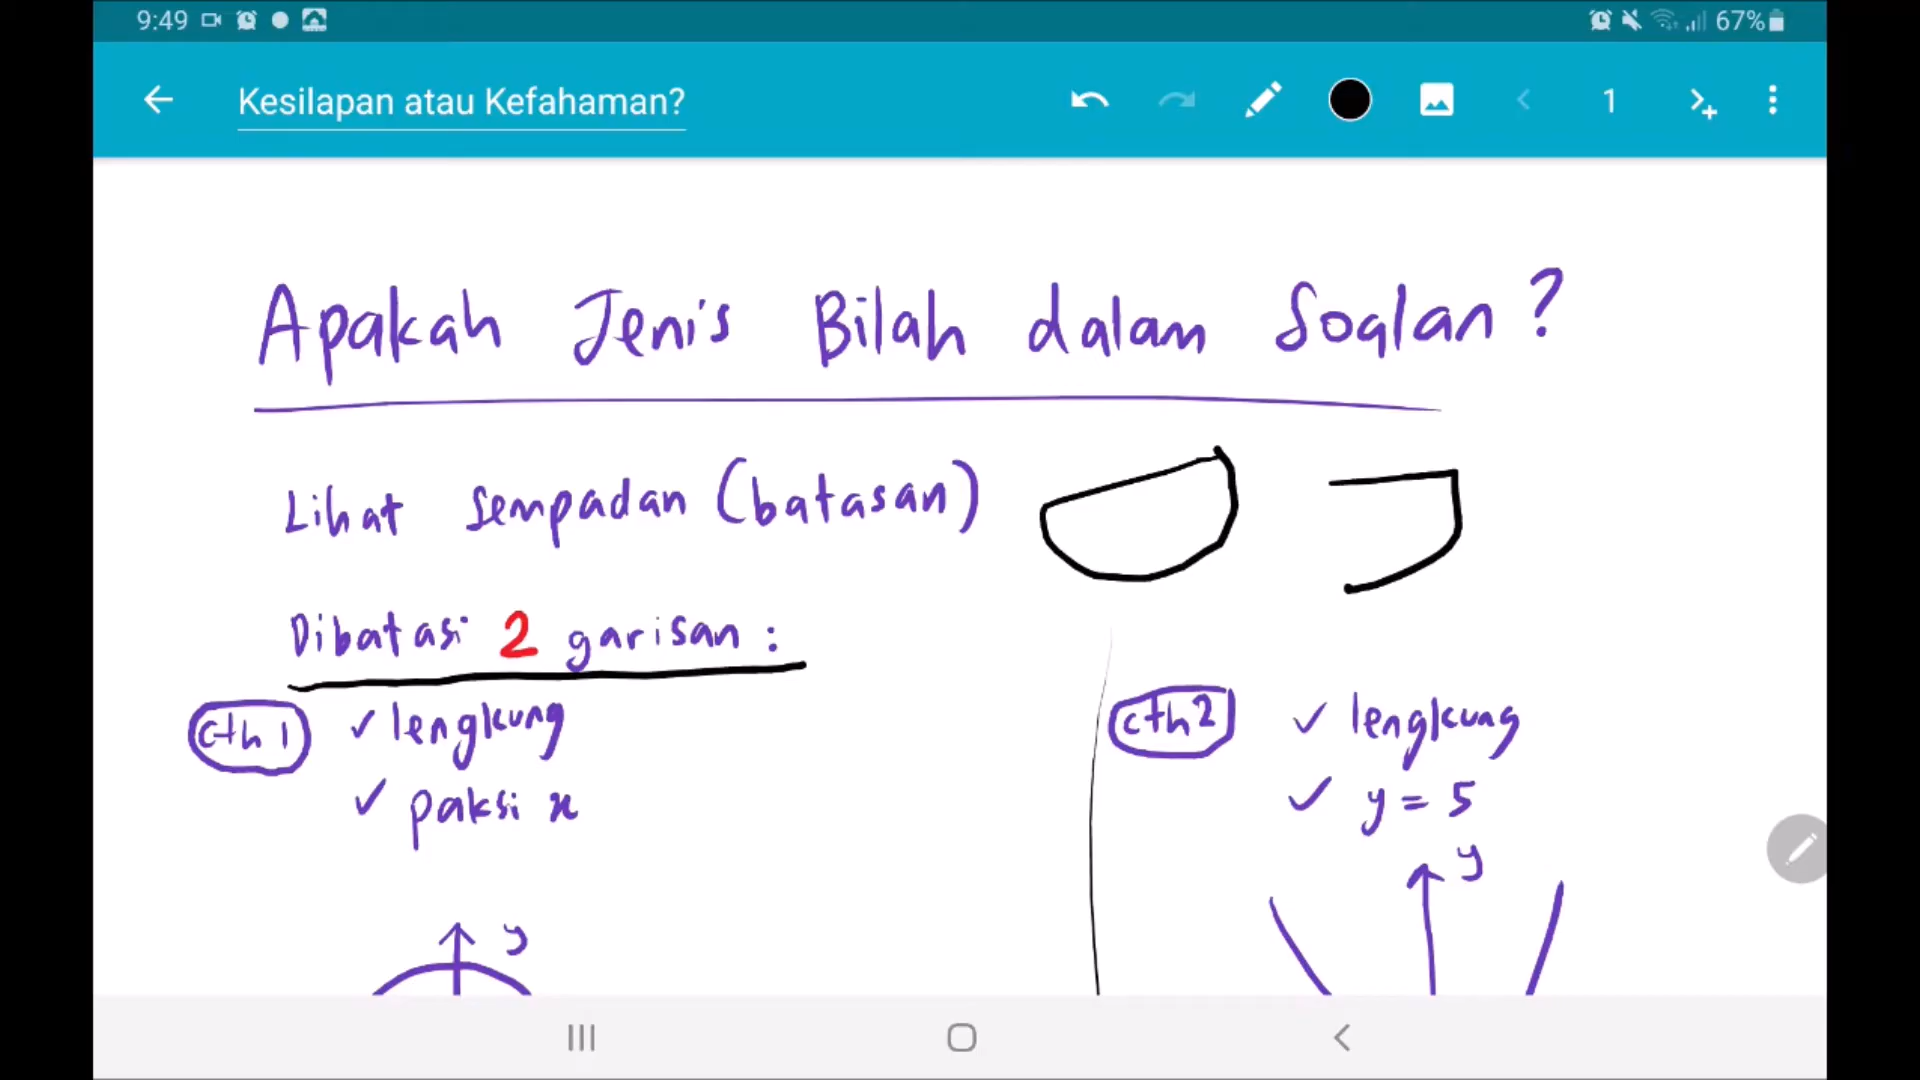 9:49
67%
Kesilapan atau Kefahaman?
1
Apakah Jenis Bilah dalam Soalan?
Lihat Sempadan (batasan)
Dibatasi 2 garisan:
cth 1
✓ lengkung
✓ paksi x
y
cth 2
✓ lengkung
✓ y = 5
y